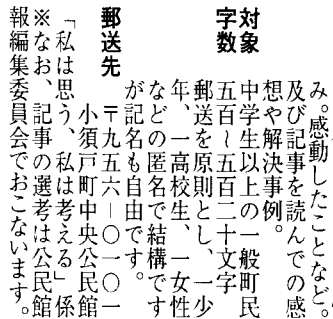 み。感動したことなど。
及び記事を読んでの感
想や解決事例。
対象
中学生以上の一般町民
字数
五百～五百二十文字
郵送を原則とし、一少
年、一高校生、一女性
などの匿名で結構です
が記名も自由です。
郵送先
〒九五六－〇一〇一
小須戸町中央公民館
「私は思う、私は考える」係
※なお、記事の選考は公民館
報編集委員会でおこないます。